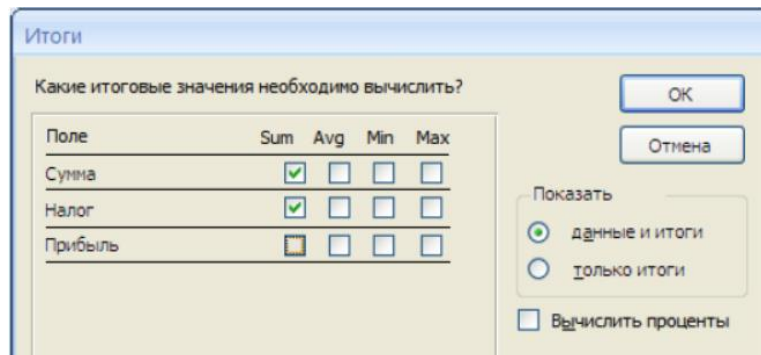 Итоги
Какие итоговые значения необходимо вычислить?
OK
Отмена
Поле Sum Avg Min Max
Сумма
Налог
Прибыль
Показать
данные и итоги
только итоги
Вычислить проценты